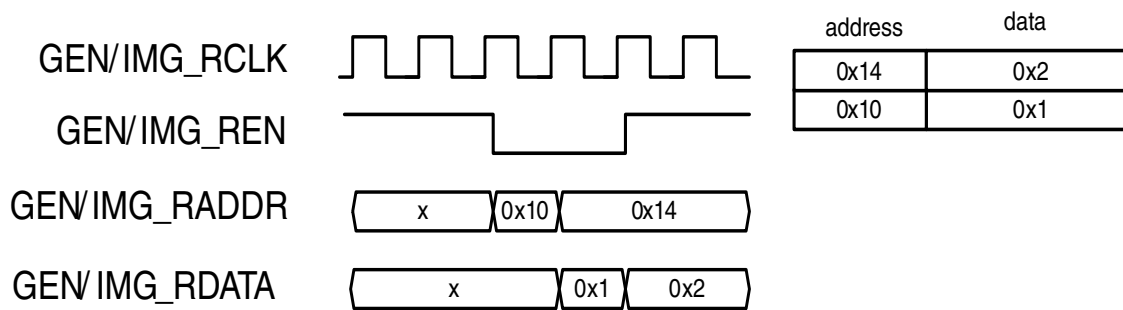 address data
GEN/IMG_RCLK
0x14 0x2
0x10 0x1
GEN/IMG_REN
GEN/IMG_RADDR x 0x10 0x14
GEN/IMG_RDATA x 0x1 0x2